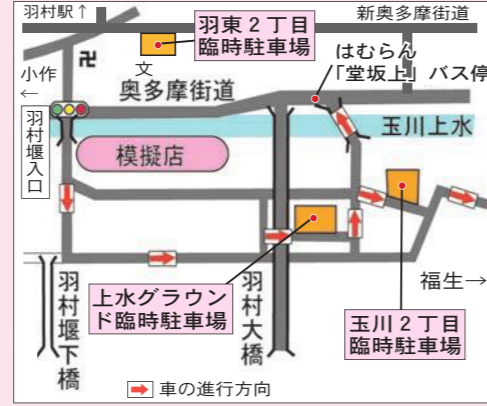 羽村駅↑
新奥多摩街道
羽東２丁目
臨時駐車場
卍
文
はむらん
「堂坂上」バス停
小作
←
奥多摩街道
羽村堰入口
玉川上水
模擬店
福生→
上水グラウン
ド臨時駐車場
羽村堰下橋
羽村大橋
玉川２丁目
臨時駐車場
車の進行方向